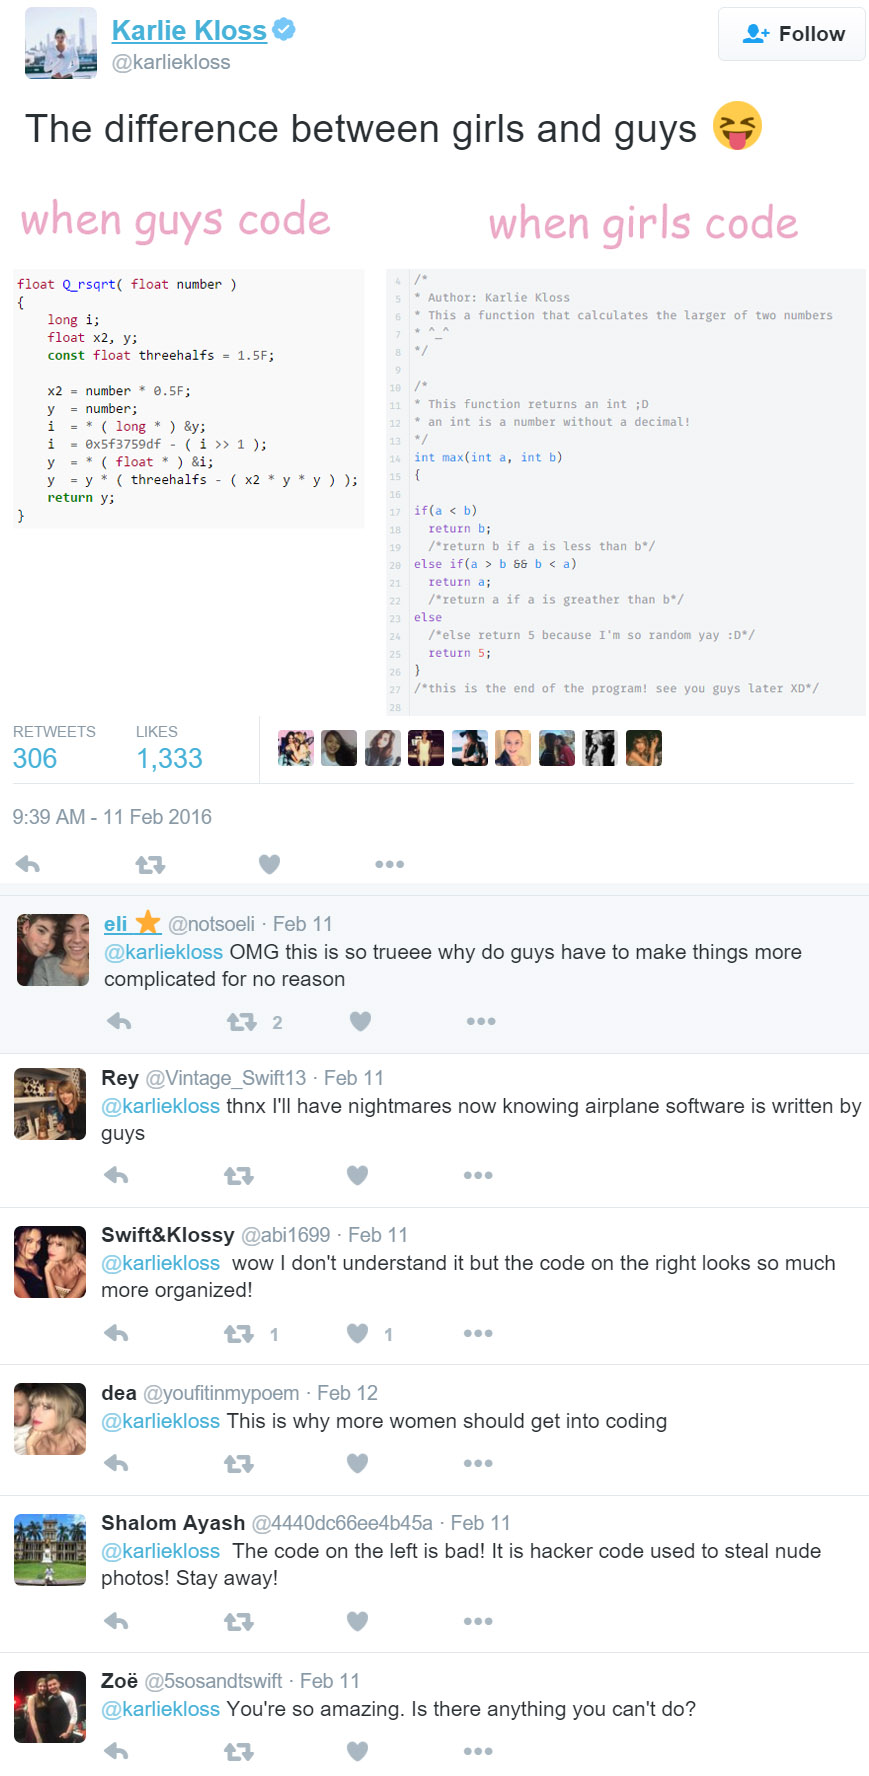 Karlie Kloss
@karliekloss
Follow
The difference between girls and guys 😝
when guys code
when girls code
float Q_rsqrt( float number )
{
long i;
float x2, y;
const float threehalfs = 1.5F;
x2 = number * 0.5F;
y = number;
i = * ( long * ) &y;
i = 0x5f3759df - ( i >> 1 );
y = * ( float * ) &i;
y = y * ( threehalfs - ( x2 * y * y ) );
return y;
}
4 /*
5 * Author: Karlie Kloss
6 * This a function that calculates the larger of two numbers
7 * ^_^
8 */
9
10 /*
11 * This function returns an int ;D
12 * an int is a number without a decimal!
13 */
14 int max(int a, int b)
15 {
16
17 if(a < b)
18 return b;
19 /*return b if a is less than b*/
20 else if(a > b && b < a)
21 return a;
22 /*return a if a is greather than b*/
23 else
24 /*else return 5 because I'm so random yay :D*/
25 return 5;
26 }
27 /*this is the end of the program! see you guys later XD*/
28
RETWEETS LIKES
306 1,333
9:39 AM - 11 Feb 2016
eli ⭐ @notsoeli · Feb 11
@karliekloss OMG this is so trueee why do guys have to make things more
complicated for no reason
2
Rey @Vintage_Swift13 · Feb 11
@karliekloss thnx I'll have nightmares now knowing airplane software is written by
guys
Swift&Klossy @abi1699 · Feb 11
@karliekloss wow I don't understand it but the code on the right looks so much
more organized!
1 1
dea @youfitinmypoem · Feb 12
@karliekloss This is why more women should get into coding
Shalom Ayash @4440dc66ee4b45a · Feb 11
@karliekloss The code on the left is bad! It is hacker code used to steal nude
photos! Stay away!
Zoë @5sosandtswift · Feb 11
@karliekloss You're so amazing. Is there anything you can't do?